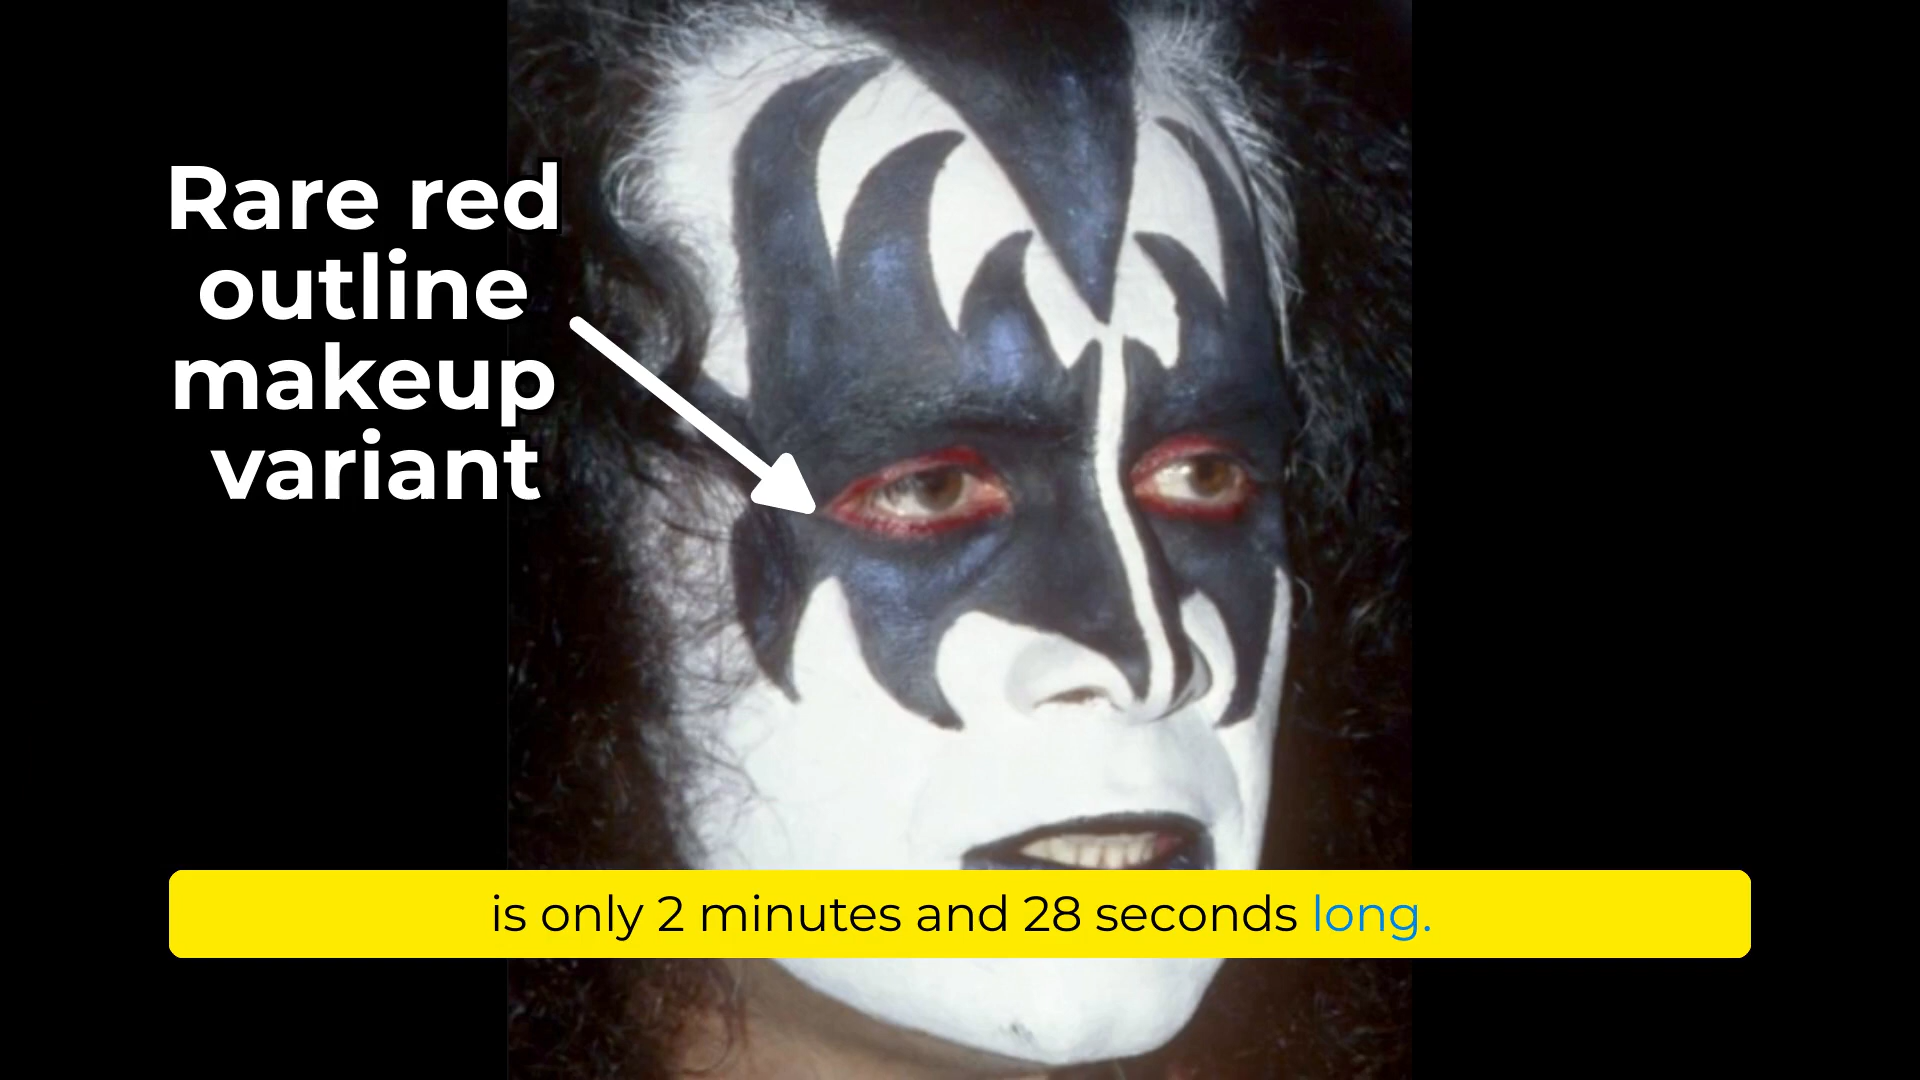 Rare red
outline
makeup
variant
is only 2 minutes and 28 seconds long.